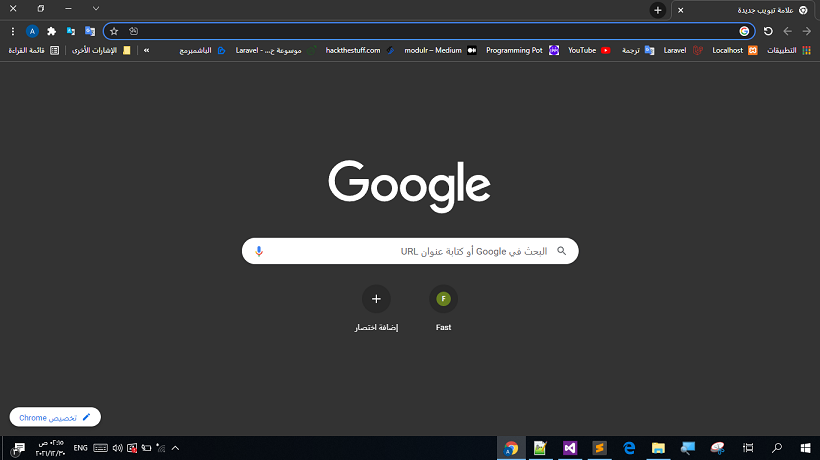 علامة تبويب جديدة
A
التطبيقات
Localhost
Laravel
ترجمة
YouTube
Programming Pot
modulr – Medium
hackthestuff.com
موسوعة ح...- Laravel
الباشمبرمج
»
الإشارات الأخرى
قائمة القراءة
Google
البحث في Google أو كتابة عنوان URL
F
Fast
إضافة اختصار
تخصيص Chrome
ENG
٠٢:١٥ ص
٢٠٢١/١٢/٣٠
٣